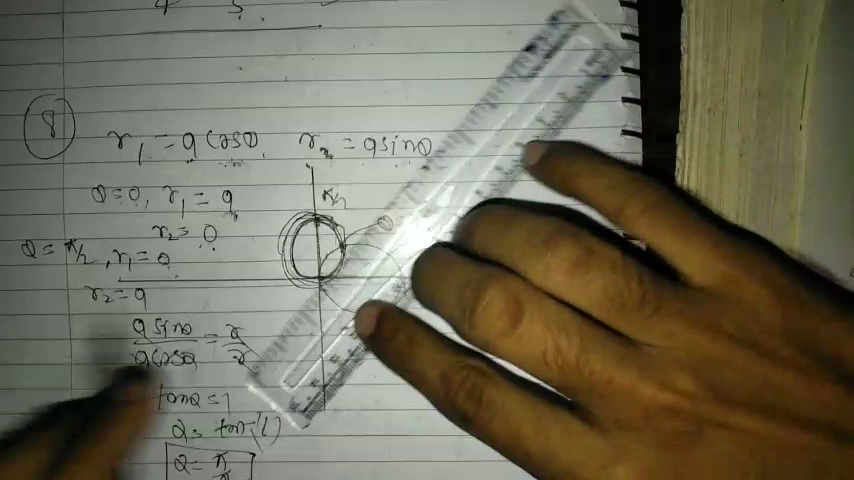 8
r₁ = a cosθ, r₂ = a sinθ
θ=0, r₁ = a
r₂ = 0
π/2
θ = π/2, r₁ = 0
r₂ = a
a sinθ / a cosθ = r / r
tanθ = 1
θ = tan⁻¹(1)
θ = π